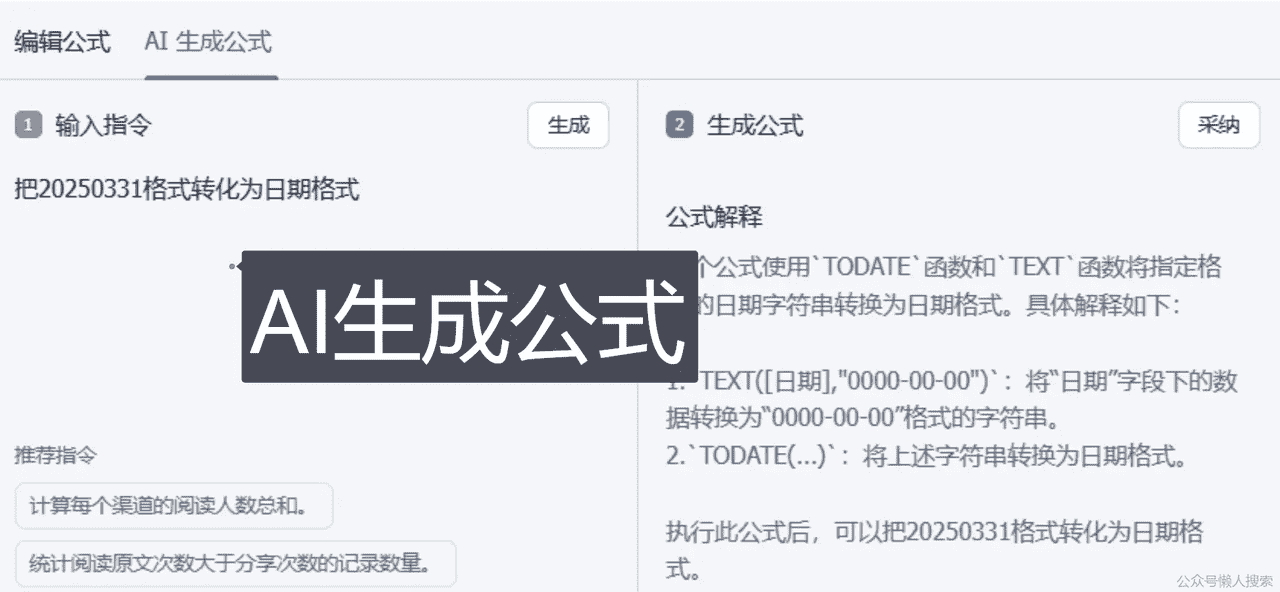 编辑公式 AI 生成公式
1 输入指令 生成
把20250331格式转化为日期格式
AI生成公式
推荐指令
计算每个渠道的阅读人数总和。
统计阅读原文次数大于分享次数的记录数量。
2 生成公式 采纳
公式解释
个公式使用`TODATE`函数和`TEXT`函数将指定格
的日期字符串转换为日期格式。具体解释如下：
1.`TEXT([日期],"0000-00-00")`：将“日期”字段下的数
据转换为“0000-00-00”格式的字符串。
2.`TODATE(...)`：将上述字符串转换为日期格式。
执行此公式后，可以把20250331格式转化为日期格
式。
公众号懒人搜索